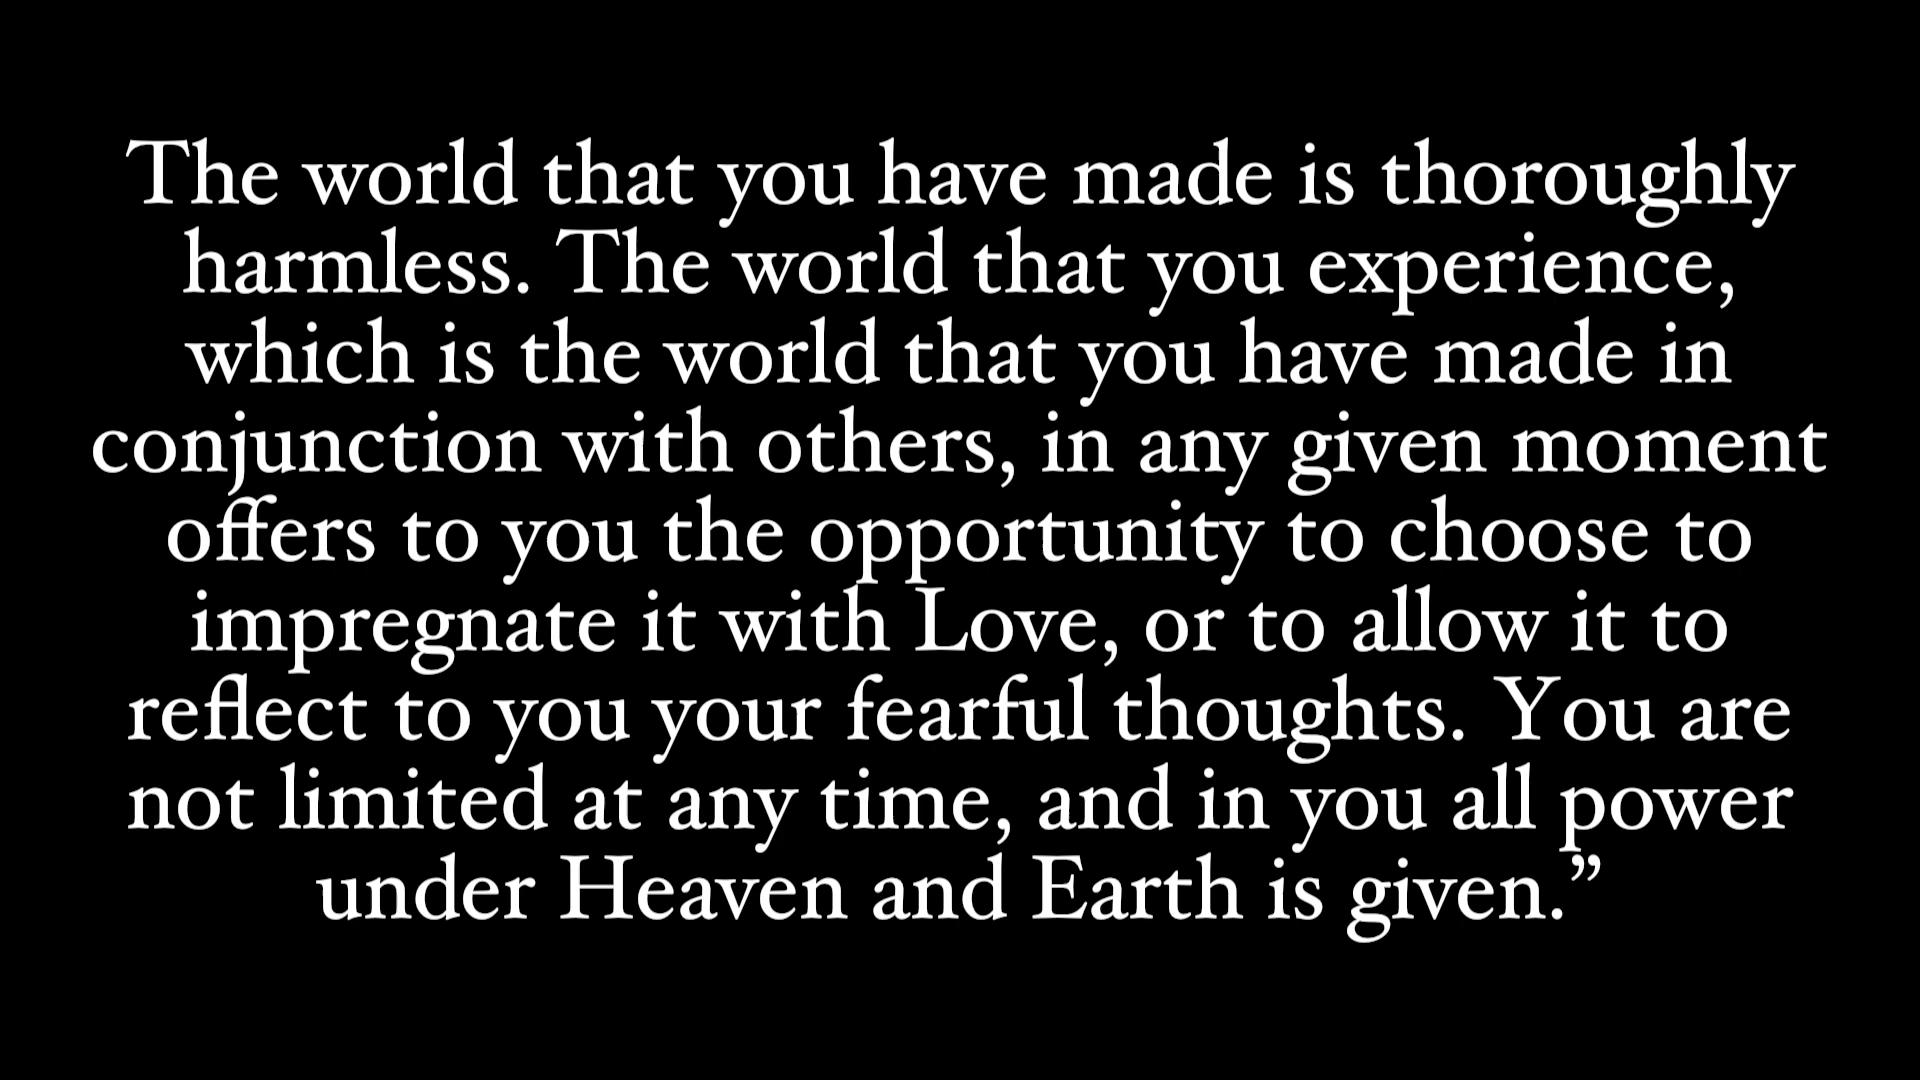 The world that you have made is thoroughly
harmless. The world that you experience,
which is the world that you have made in
conjunction with others, in any given moment
offers to you the opportunity to choose to
impregnate it with Love, or to allow it to
reflect to you your fearful thoughts. You are
not limited at any time, and in you all power
under Heaven and Earth is given.”